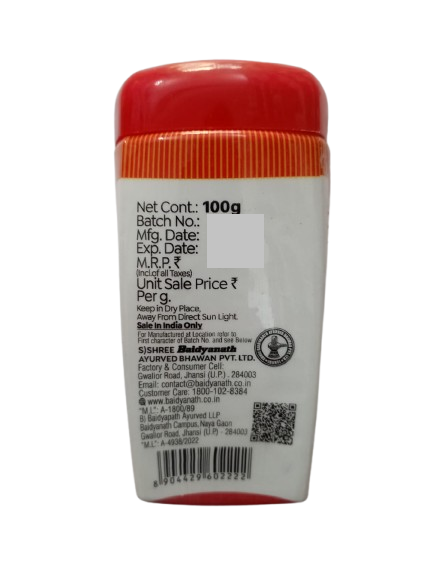 Net Cont.: 100g
Batch No.:
Mfg. Date:
Exp. Date:
M.R.P. ₹
(Incl.of all Taxes)
Unit Sale Price ₹
Per g.
Keep in Dry Place,
Away From Direct Sun Light.
Sale In India Only
For Manufactured at Location refer to
First character of Batch No. and see Below
S)SHREE Baidyanath
AYURVED BHAWAN PVT. LTD.
Factory & Consumer Cell:
Gwalior Road, Jhansi (U.P.) . 284003
Email: contact@baidyanath.co.in
Customer Care: 1800-102-8384
www.baidyanath.co.in
"M.L": A-1800/89
B) Baidyanath Ayurved LLP
Baidyanath Campus, Naya Gaon
Gwalior Road, Jhansi (U.P) - 284002
"M.L": A-4938/2022
8 904429 602222